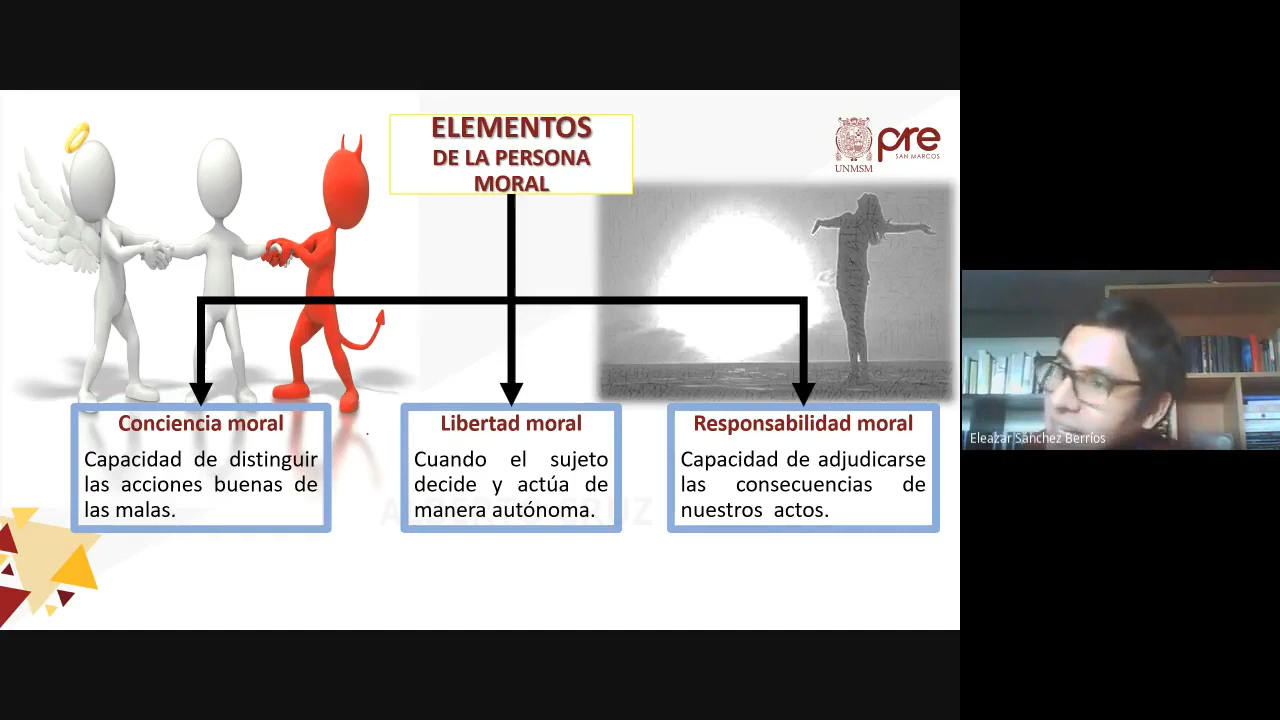 ELEMENTOS
DE LA PERSONA
MORAL
pre
SAN MARCOS
UNMSM
Conciencia moral
Capacidad de distinguir
las acciones buenas de
las malas.
Libertad moral
Cuando el sujeto
decide y actúa de
manera autónoma.
Responsabilidad moral
Capacidad de adjudicarse
las consecuencias de
nuestros actos.
ALBERTO CRUZ
Eleazar Sánchez Berríos